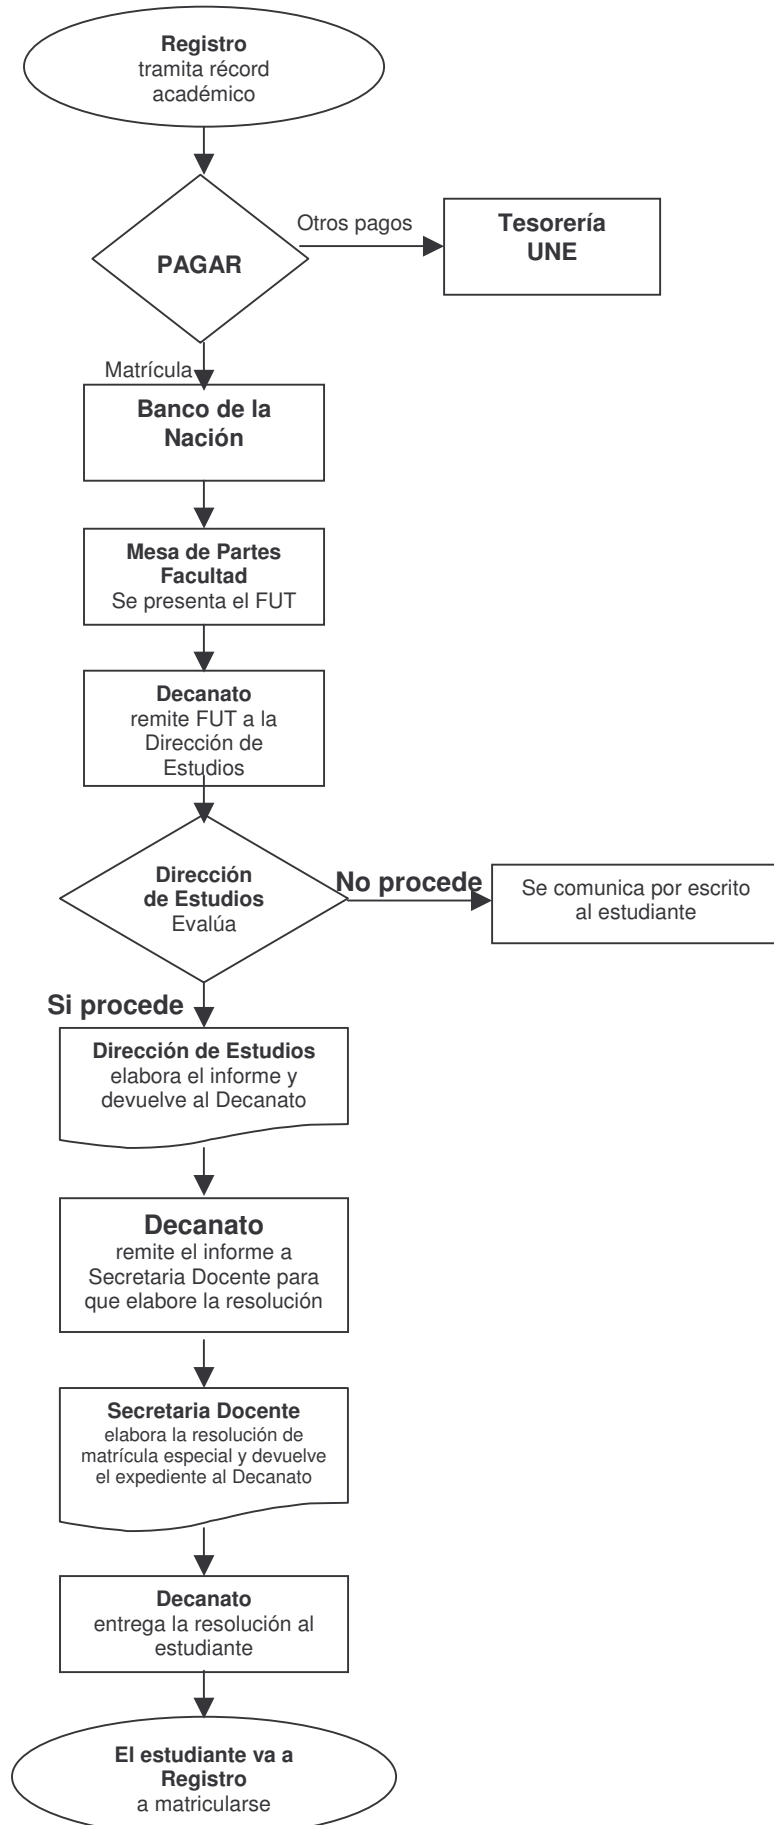 Registro
tramita récord
académico
Otros pagos
Tesorería
UNE
PAGAR
Matrícula
Banco de la
Nación
Mesa de Partes
Facultad
Se presenta el FUT
Decanato
remite FUT a la
Dirección de
Estudios
Dirección
de Estudios
Evalúa
No procede
Se comunica por escrito
al estudiante
Si procede
Dirección de Estudios
elabora el informe y
devuelve al Decanato
Decanato
remite el informe a
Secretaria Docente para
que elabore la resolución
Secretaria Docente
elabora la resolución de
matrícula especial y devuelve
el expediente al Decanato
Decanato
entrega la resolución al
estudiante
El estudiante va a
Registro
a matricularse